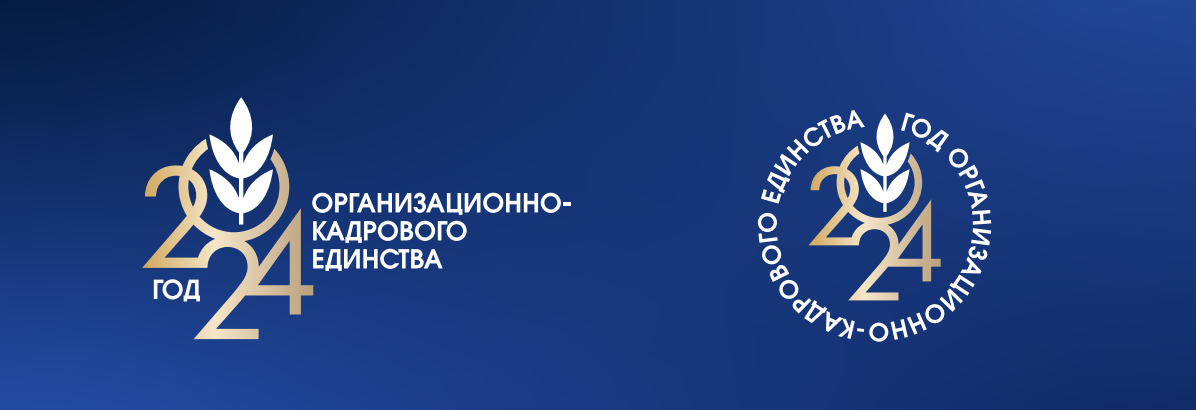 2024
ГОД
ОРГАНИЗАЦИОННО-
КАДРОВОГО
ЕДИНСТВА
ГОД ОРГАНИЗАЦИОННО-КАДРОВОГО ЕДИНСТВА
2024